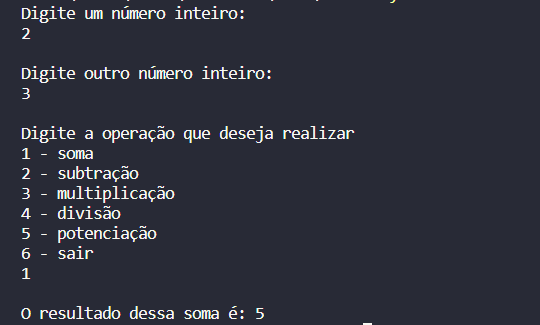 Digite um número inteiro:
2
Digite outro número inteiro:
3
Digite a operação que deseja realizar
1 - soma
2 - subtração
3 - multiplicação
4 - divisão
5 - potenciação
6 - sair
1
O resultado dessa soma é: 5